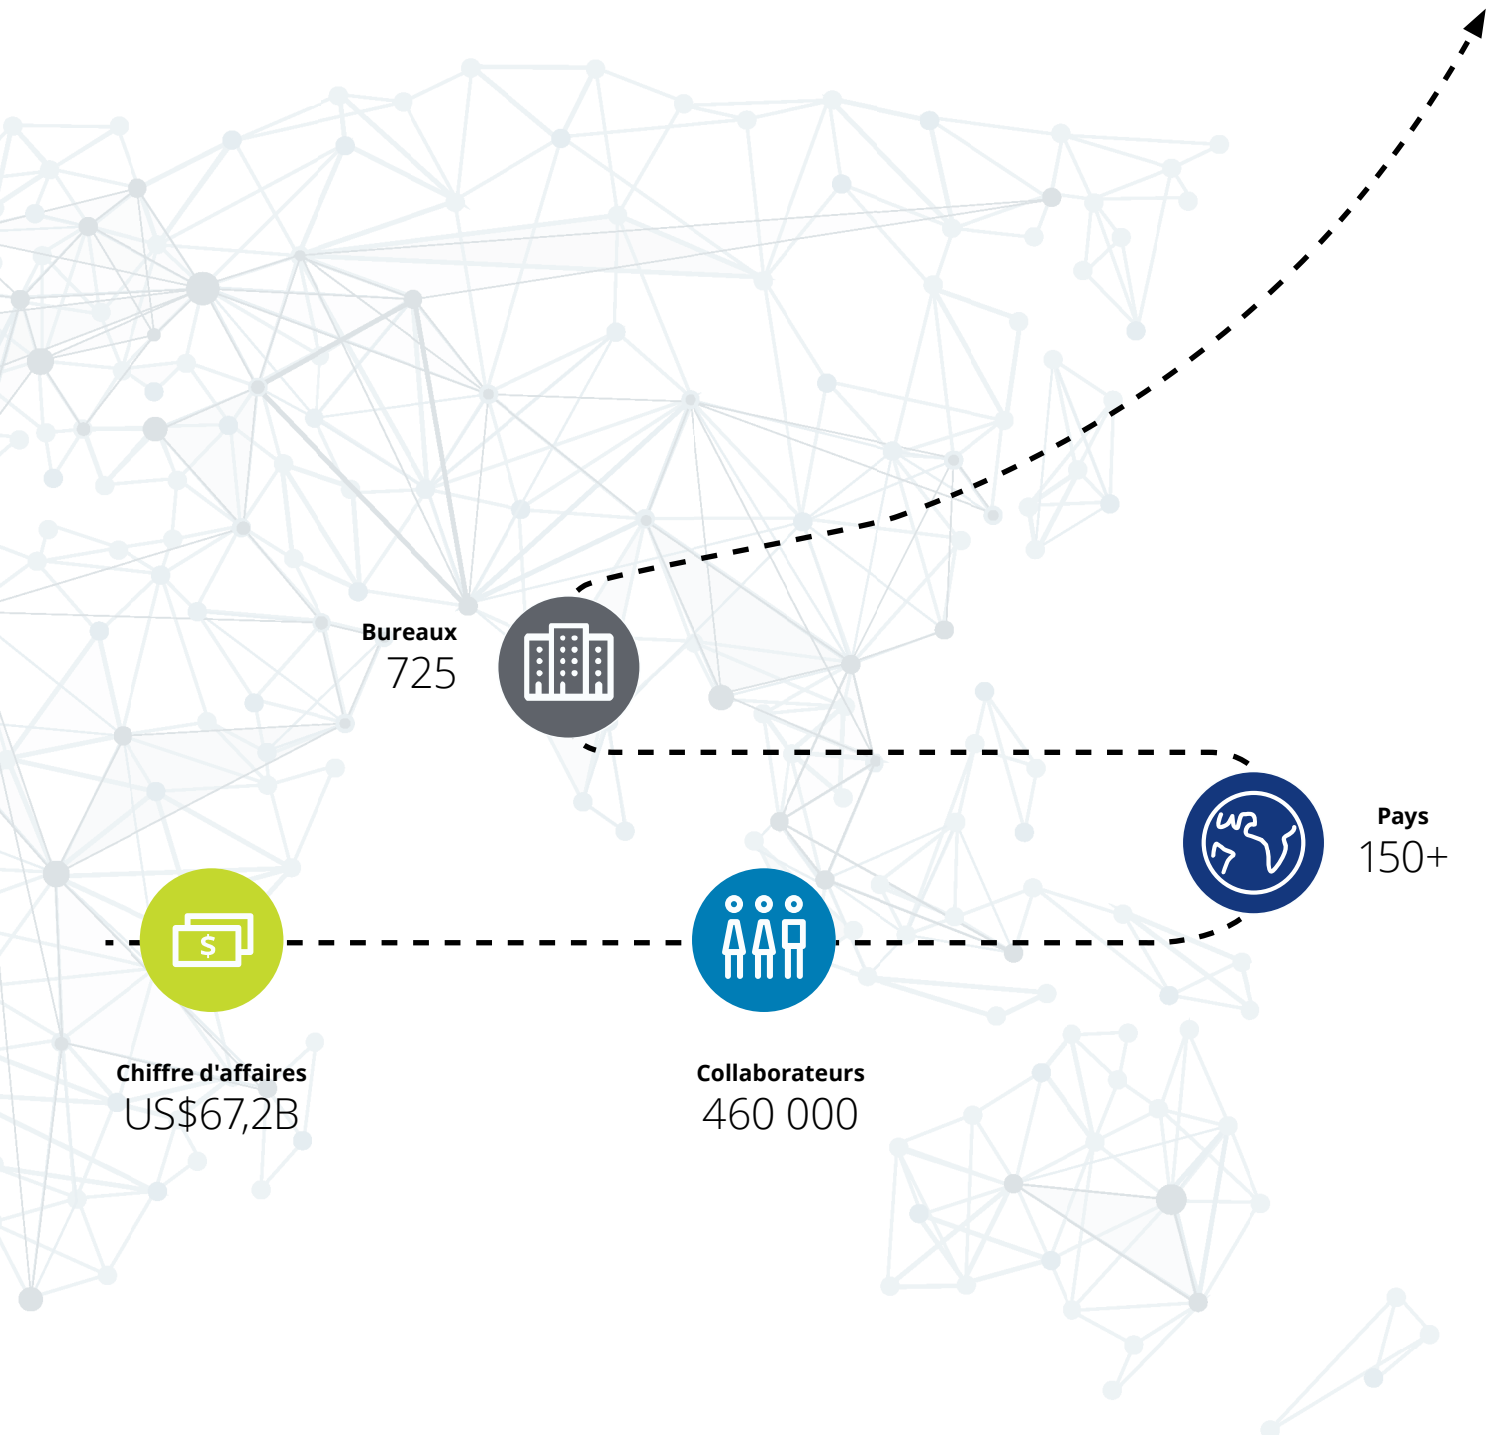 Bureaux
725
Pays
150+
$
Chiffre d'affaires
US$67,2B
Collaborateurs
460 000